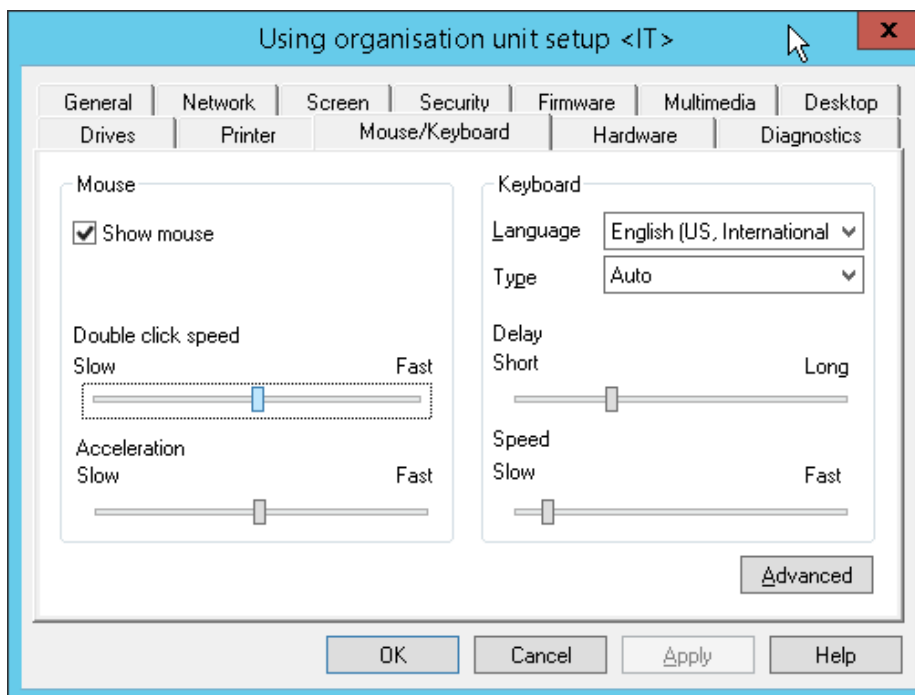 Using organisation unit setup <IT>
x
General Network Screen Security Firmware Multimedia Desktop
Drives Printer Mouse/Keyboard Hardware Diagnostics
Mouse
Show mouse
Double click speed
Slow Fast
Acceleration
Slow Fast
Keyboard
Language English (US, International
Type Auto
Delay
Short Long
Speed
Slow Fast
Advanced
OK Cancel Apply Help